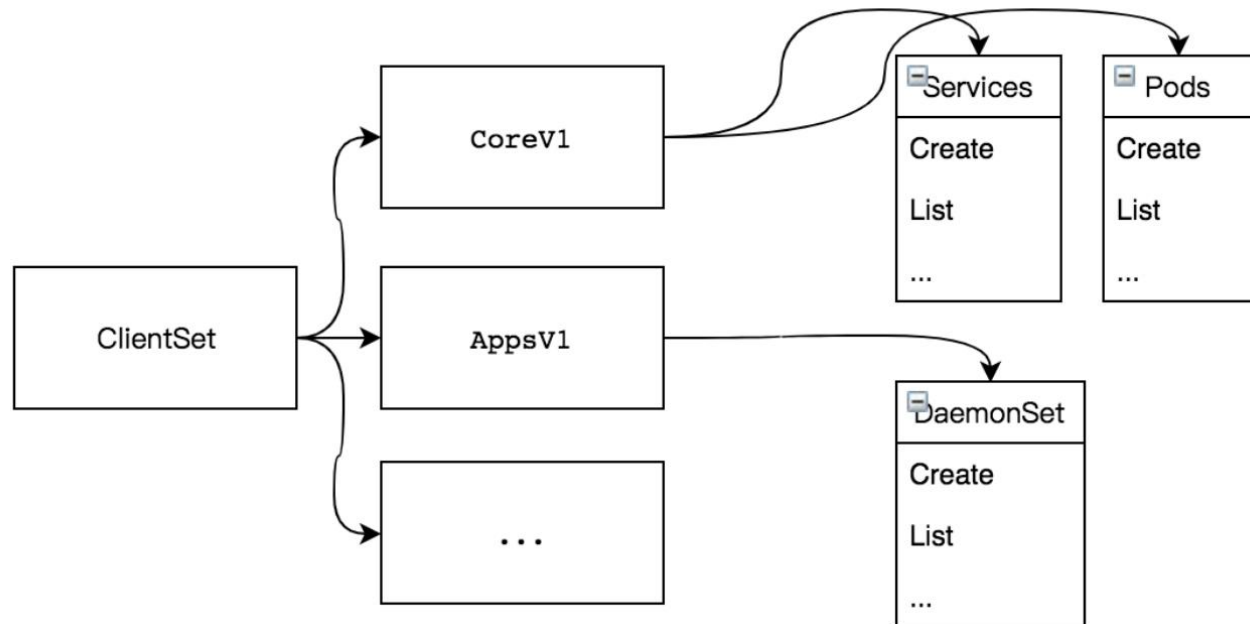 ClientSet
CoreV1
AppsV1
...
Services
Create
List
...
Pods
Create
List
...
DaemonSet
Create
List
...